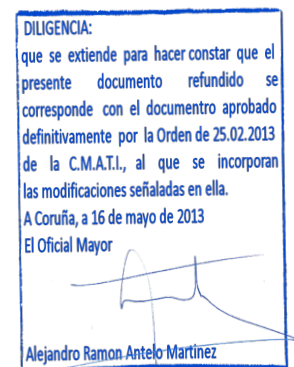 DILIGENCIA:
que se extiende para hacer constar que el
presente documento refundido se
corresponde con el documentro aprobado
definitivamente por la Orden de 25.02.2013
de la C.M.A.T.I., al que se incorporan
las modificaciones señaladas en ella.
A Coruña, a 16 de mayo de 2013
El Oficial Mayor
Alejandro Ramon Antelo Martinez